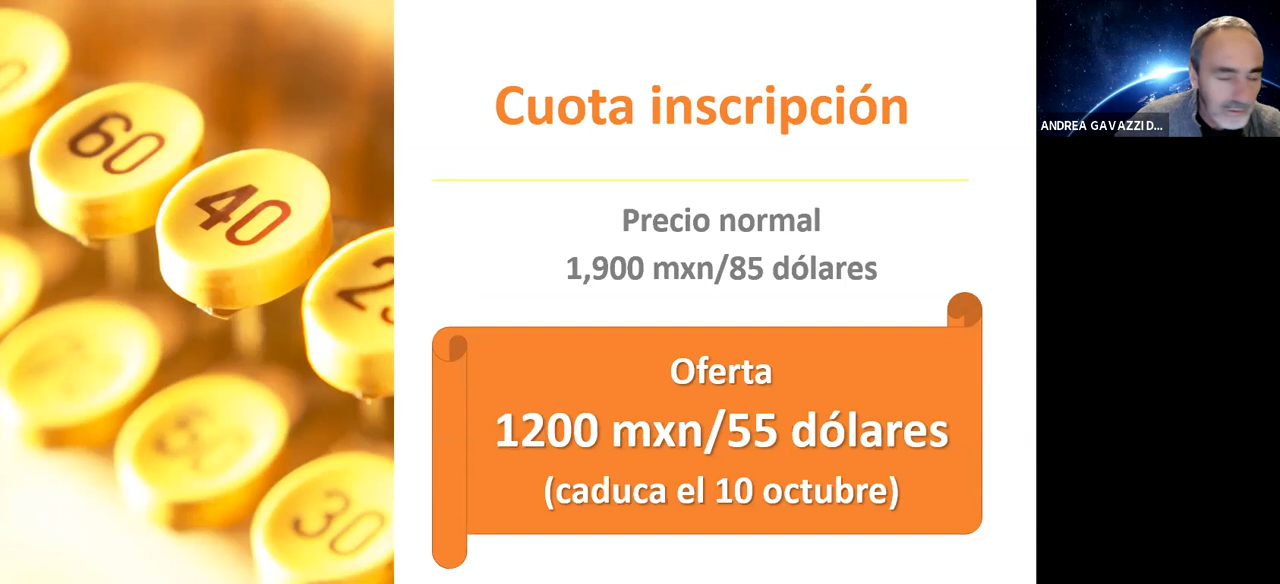 60
40
30
Cuota inscripción
Precio normal
1,900 mxn/85 dólares
Oferta
1200 mxn/55 dólares
(caduca el 10 octubre)
ANDREA GAVAZZI D...